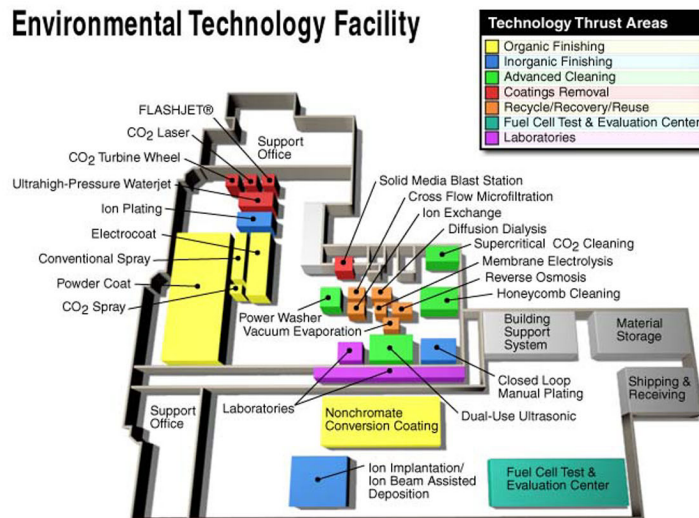 Environmental Technology Facility
Technology Thrust Areas
Organic Finishing
Inorganic Finishing
Advanced Cleaning
Coatings Removal
Recycle/Recovery/Reuse
Fuel Cell Test & Evaluation Center
Laboratories
FLASHJET®
CO2 Laser
CO2 Turbine Wheel
Ultrahigh-Pressure Waterjet
Ion Plating
Electrocoat
Conventional Spray
Powder Coat
CO2 Spray
Support
Office
Solid Media Blast Station
Cross Flow Microfiltration
Ion Exchange
Diffusion Dialysis
Supercritical CO2 Cleaning
Membrane Electrolysis
Reverse Osmosis
Honeycomb Cleaning
Power Washer
Vacuum Evaporation
Building
Support
System
Material
Storage
Shipping &
Receiving
Closed Loop
Manual Plating
Dual-Use Ultrasonic
Laboratories
Support
Office
Nonchromate
Conversion Coating
Ion Implantation/
Ion Beam Assisted
Deposition
Fuel Cell Test &
Evaluation Center